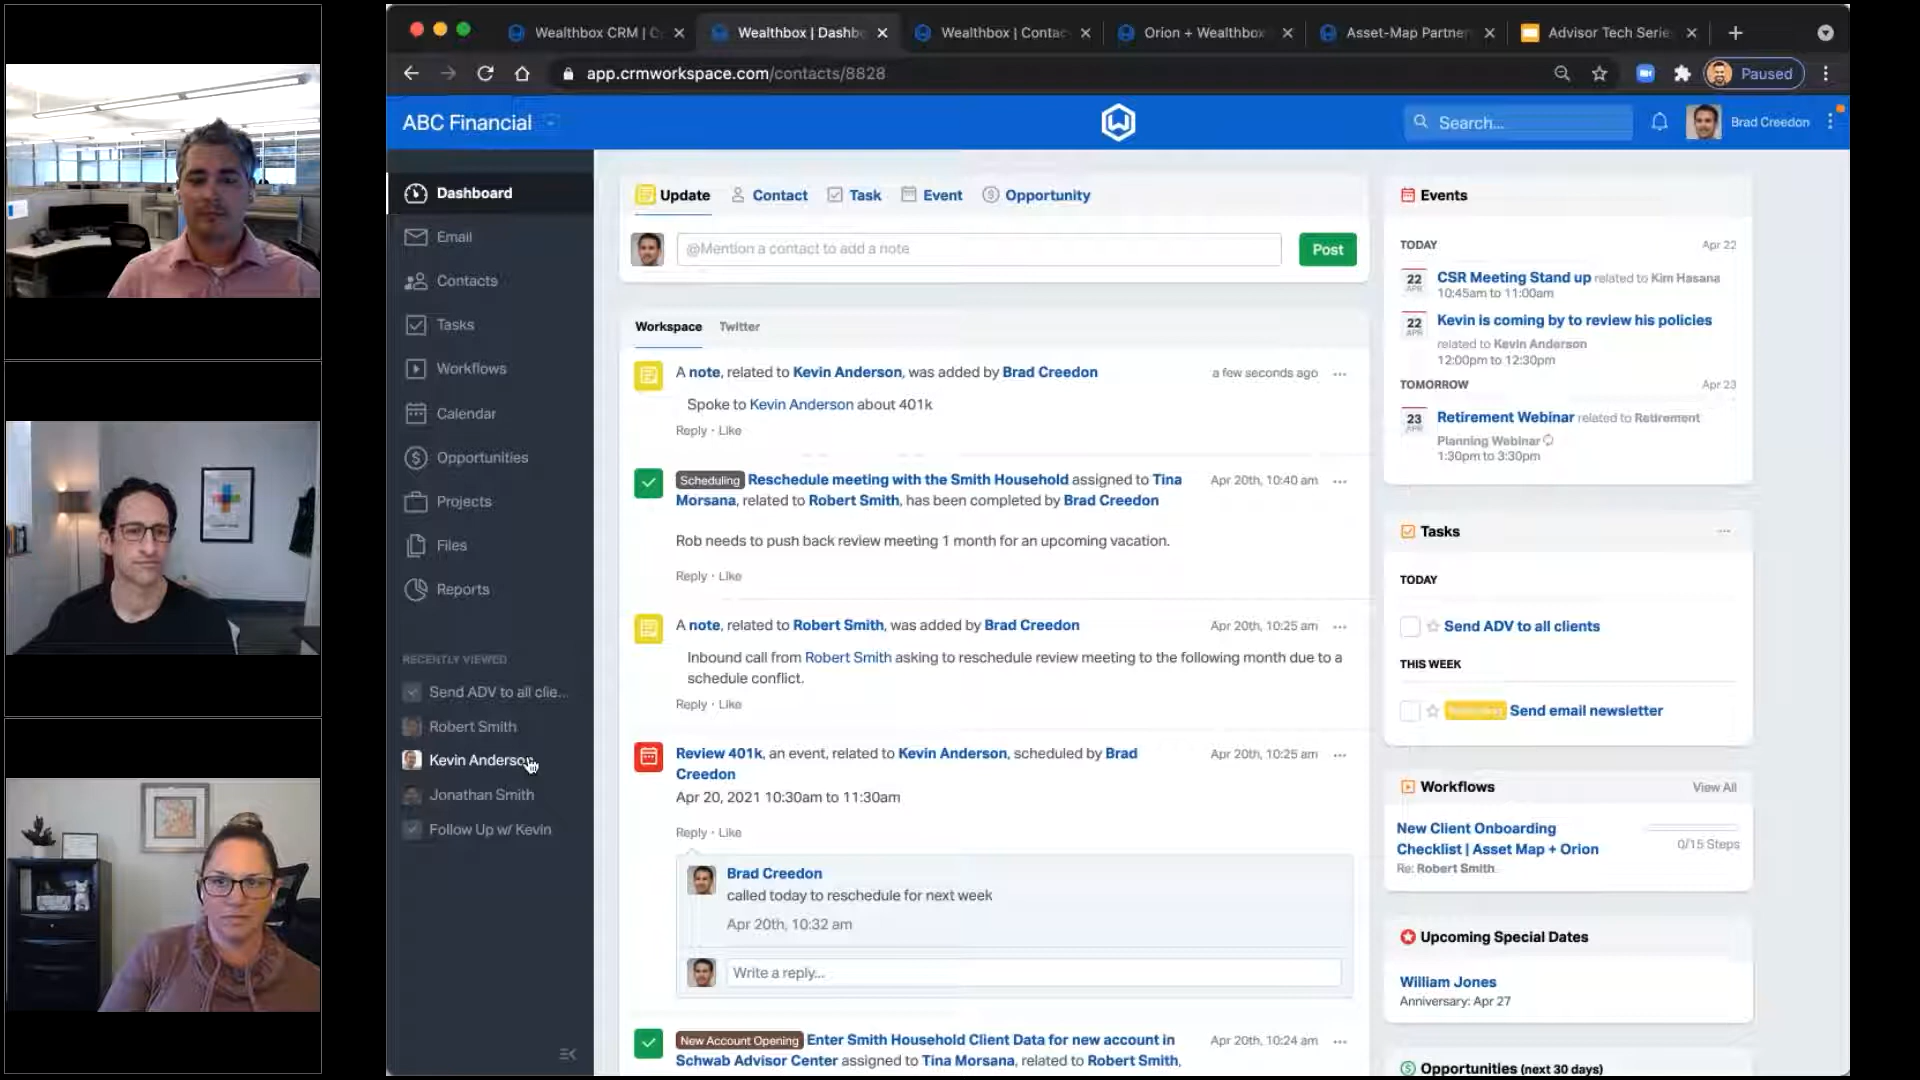 Wealthbox CRM | C
Wealthbox | Dashb
Wealthbox | Contac
Orion + Wealthbox
Asset-Map Partner
Advisor Tech Serie
app.crmworkspace.com/contacts/8828
Paused
ABC Financial
Search...
Brad Creedon
Dashboard
Email
Contacts
Tasks
Workflows
Calendar
Opportunities
Projects
Files
Reports
RECENTLY VIEWED
Send ADV to all clie...
Robert Smith
Kevin Anderson
Jonathan Smith
Follow Up w/ Kevin
Update
Contact
Task
Event
Opportunity
@Mention a contact to add a note
Post
Workspace
Twitter
A note, related to Kevin Anderson, was added by Brad Creedon
a few seconds ago
Spoke to Kevin Anderson about 401k
Reply · Like
Scheduling Reschedule meeting with the Smith Household assigned to Tina
Morsana, related to Robert Smith, has been completed by Brad Creedon
Apr 20th, 10:40 am
Rob needs to push back review meeting 1 month for an upcoming vacation.
Reply · Like
A note, related to Robert Smith, was added by Brad Creedon
Apr 20th, 10:25 am
Inbound call from Robert Smith asking to reschedule review meeting to the following month due to a
schedule conflict.
Reply · Like
Review 401k, an event, related to Kevin Anderson, scheduled by Brad
Creedon
Apr 20th, 10:25 am
Apr 20, 2021 10:30am to 11:30am
Reply · Like
Brad Creedon
called today to reschedule for next week
Apr 20th, 10:32 am
Write a reply...
New Account Opening Enter Smith Household Client Data for new account in
Schwab Advisor Center assigned to Tina Morsana, related to Robert Smith,
Apr 20th, 10:24 am
Events
TODAY
Apr 22
22
APR
CSR Meeting Stand up related to Kim Hasana
10:45am to 11:00am
22
APR
Kevin is coming by to review his policies
related to Kevin Anderson
12:00pm to 12:30pm
TOMORROW
Apr 23
23
APR
Retirement Webinar related to Retirement
Planning Webinar
1:30pm to 3:30pm
Tasks
TODAY
Send ADV to all clients
THIS WEEK
Send email newsletter
Workflows
View All
New Client Onboarding
Checklist | Asset Map + Orion
0/15 Steps
Re: Robert Smith
Upcoming Special Dates
William Jones
Anniversary: Apr 27
Opportunities (next 30 days)